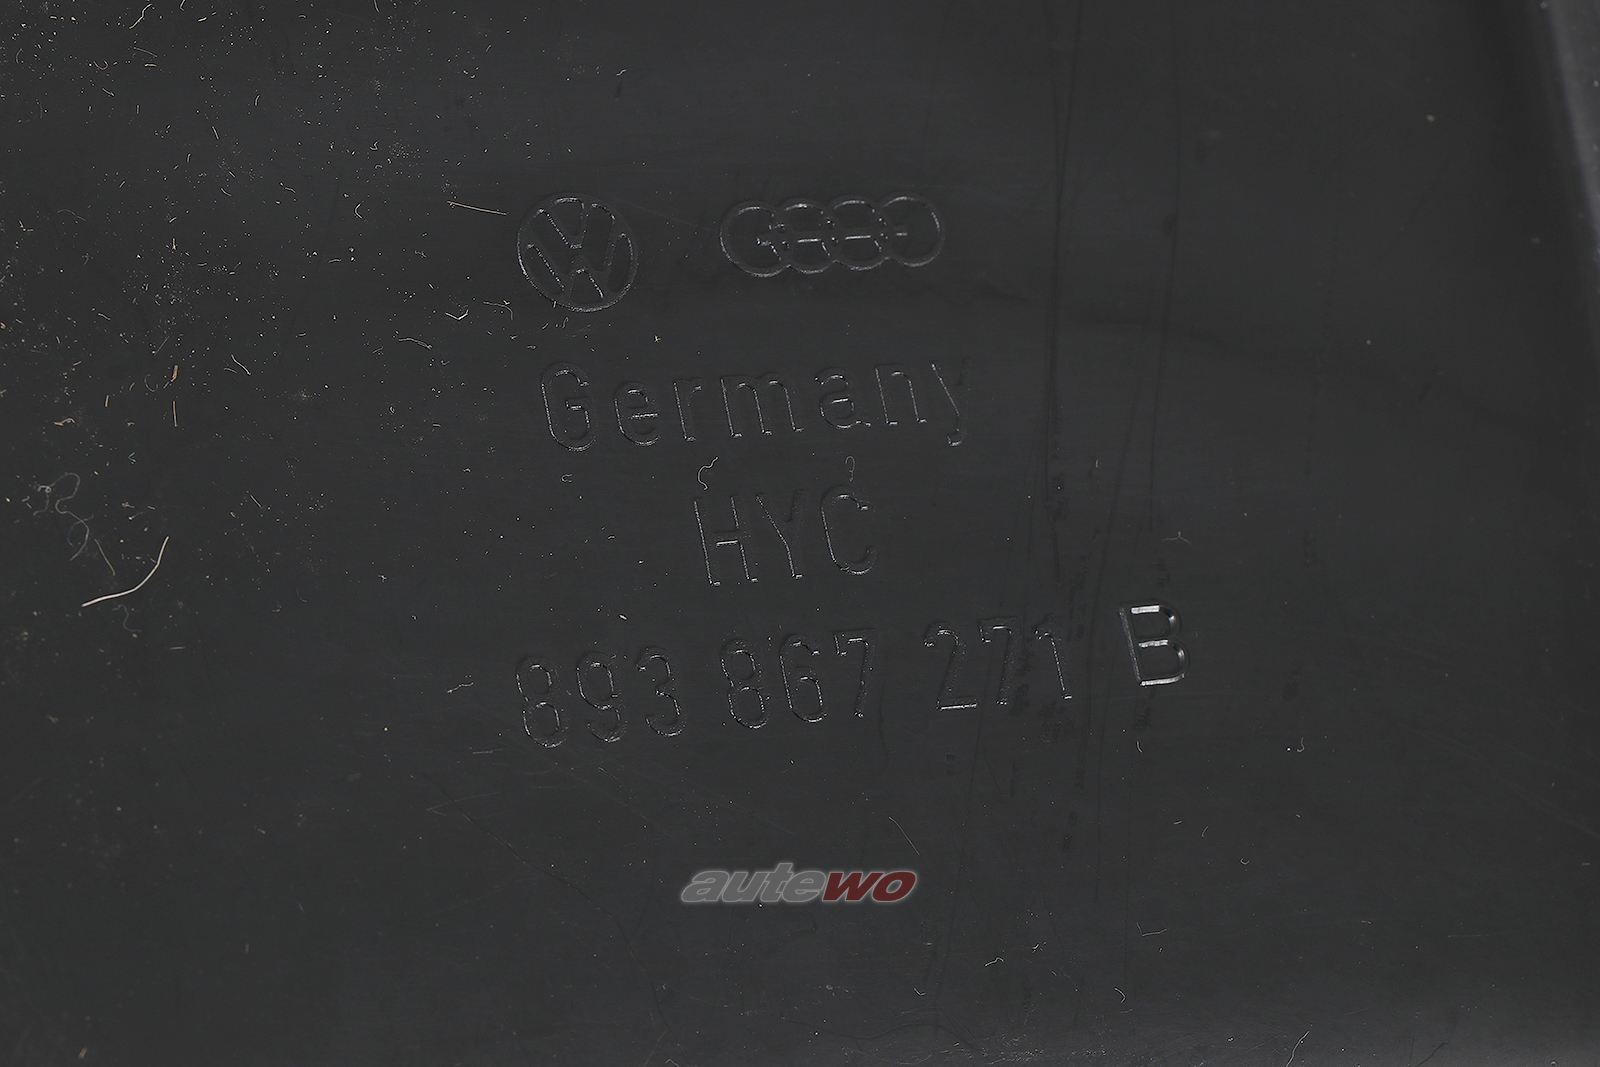 Germany
HYC
893 867 271 B
autewo